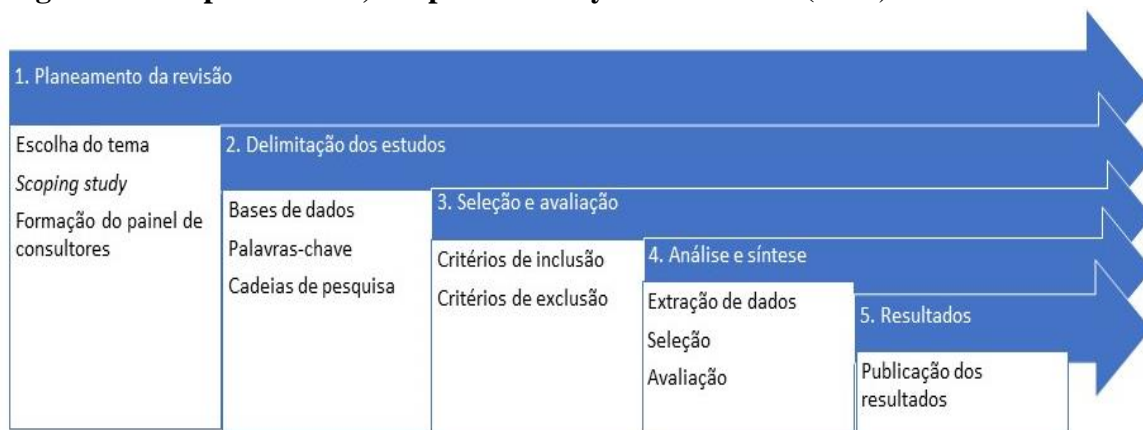 1. Planeamento da revisão
Escolha do tema
Scoping study
Formação do painel de
consultores
2. Delimitação dos estudos
Bases de dados
Palavras-chave
Cadeias de pesquisa
3. Seleção e avaliação
Critérios de inclusão
Critérios de exclusão
4. Análise e síntese
Extração de dados
Seleção
Avaliação
5. Resultados
Publicação dos
resultados